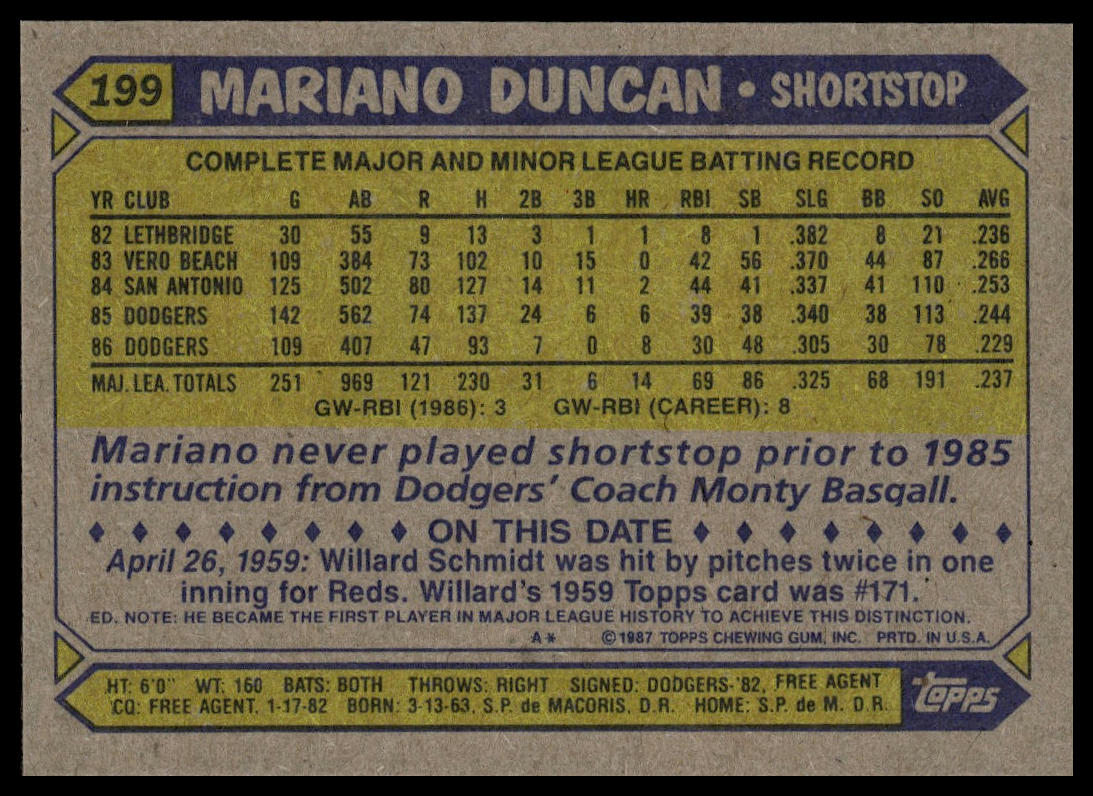 199 MARIANO DUNCAN • SHORTSTOP
COMPLETE MAJOR AND MINOR LEAGUE BATTING RECORD
YR CLUB G AB R H 2B 3B HR RBI SB SLG BB SO AVG
82 LETHBRIDGE 30 55 9 13 3 1 1 8 1 .382 8 21 .236
83 VERO BEACH 109 384 73 102 10 15 0 42 56 .370 44 87 .266
84 SAN ANTONIO 125 502 80 127 14 11 2 44 41 .337 41 110 .253
85 DODGERS 142 562 74 137 24 6 6 39 38 .340 38 113 .244
86 DODGERS 109 407 47 93 7 0 8 30 48 .305 30 78 .229
MAJ. LEA. TOTALS 251 969 121 230 31 6 14 69 86 .325 68 191 .237
GW-RBI (1986): 3 GW-RBI (CAREER): 8
Mariano never played shortstop prior to 1985
instruction from Dodgers' Coach Monty Basgall.
ON THIS DATE
April 26, 1959: Willard Schmidt was hit by pitches twice in one
inning for Reds. Willard's 1959 Topps card was #171.
ED. NOTE: HE BECAME THE FIRST PLAYER IN MAJOR LEAGUE HISTORY TO ACHIEVE THIS DISTINCTION.
A* © 1987 TOPPS CHEWING GUM, INC. PRTD. IN U.S.A.
HT: 6'0" WT: 160 BATS: BOTH THROWS: RIGHT SIGNED: DODGERS-'82, FREE AGENT
CQ: FREE AGENT, 1-17-82 BORN: 3-13-63, S.P. de MACORIS, D.R. HOME: S.P. de M. D.R.
topps